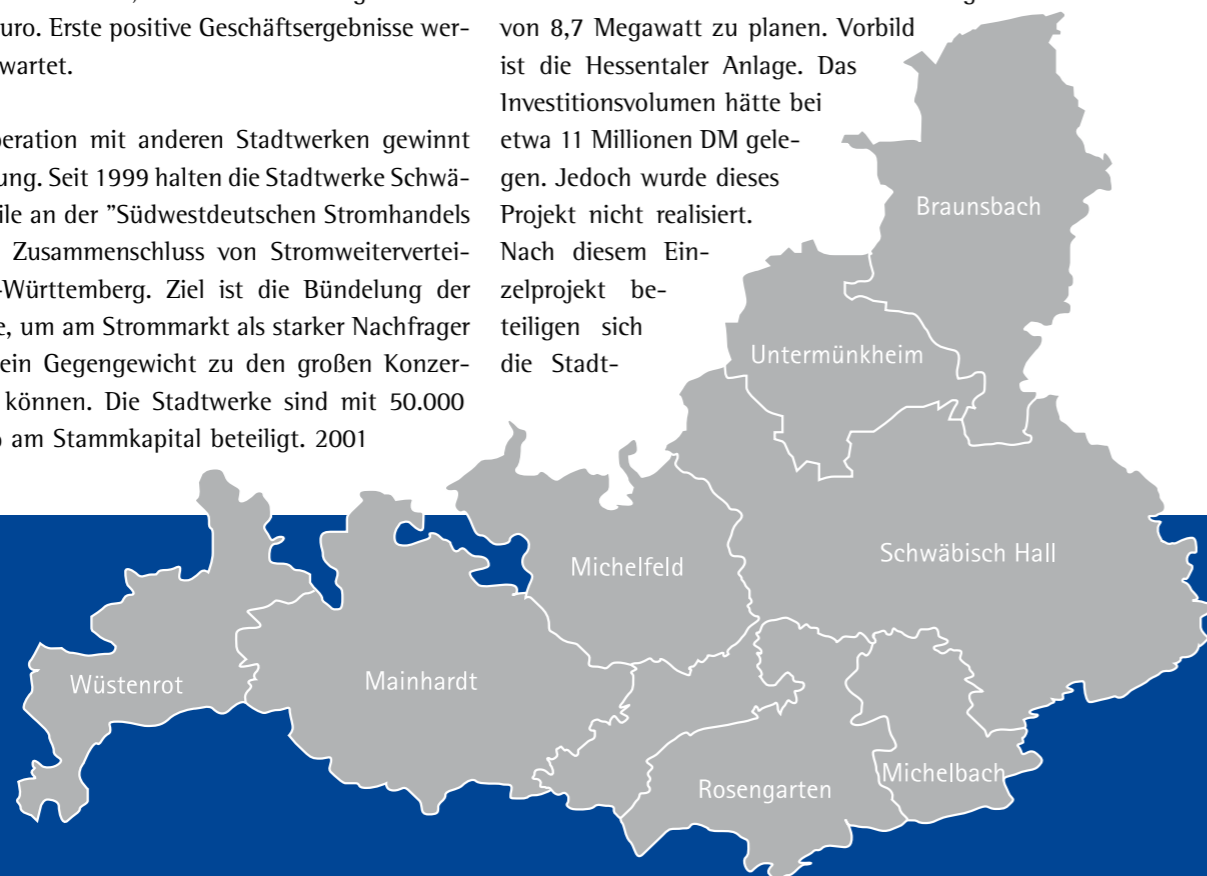 uro. Erste positive Geschäftsergebnisse wer-
wartet.
peration mit anderen Stadtwerken gewinnt
ung. Seit 1999 halten die Stadtwerke Schwä-
ile an der "Südwestdeutschen Stromhandels
Zusammenschluss von Stromweitervertei-
-Württemberg. Ziel ist die Bündelung der
e, um am Strommarkt als starker Nachfrager
ein Gegengewicht zu den großen Konzer-
können. Die Stadtwerke sind mit 50.000
am Stammkapital beteiligt. 2001
von 8,7 Megawatt zu planen. Vorbild
ist die Hessentaler Anlage. Das
Investitionsvolumen hätte bei
etwa 11 Millionen DM gele-
gen. Jedoch wurde dieses
Projekt nicht realisiert.
Nach diesem Ein-
zelprojekt be-
teiligen sich
die Stadt-
Braunsbach
Untermünkheim
Schwäbisch Hall
Michelfeld
Mainhardt
Wüstenrot
Rosengarten
Michelbach